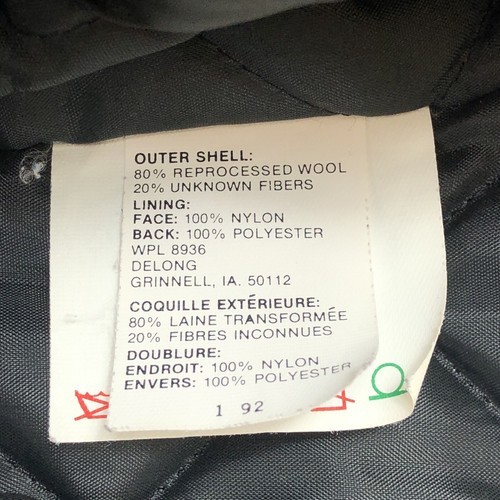 OUTER SHELL:
80% REPROCESSED WOOL
20% UNKNOWN FIBERS
LINING:
FACE: 100% NYLON
BACK: 100% POLYESTER
WPL 8936
DELONG
GRINNELL, IA. 50112
COQUILLE EXTÉRIEURE:
80% LAINE TRANSFORMÉE
20% FIBRES INCONNUES
DOUBLURE:
ENDROIT: 100% NYLON
ENVERS: 100% POLYESTER
1 92